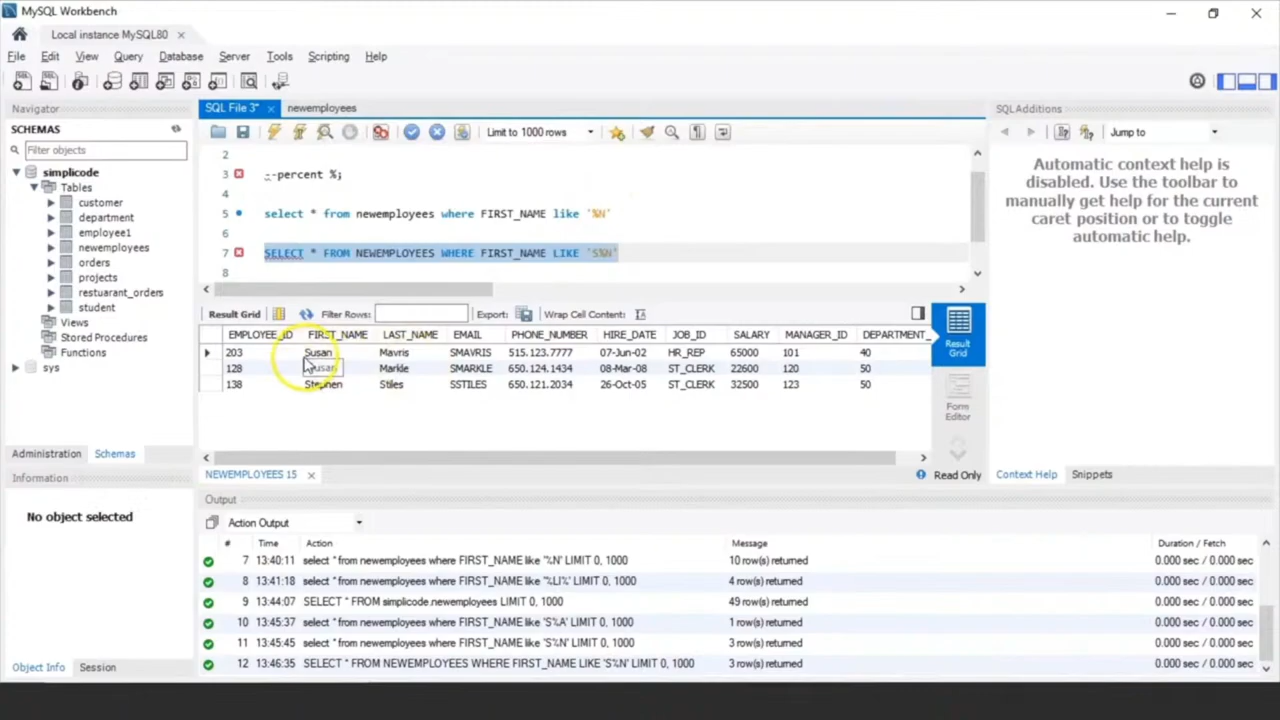 MySQL Workbench
Local instance MySQL80
File Edit View Query Database Server Tools Scripting Help
Navigator
SCHEMAS
Filter objects
simplicode
Tables
customer
department
employee1
newemployees
orders
projects
restuarant_orders
student
Views
Stored Procedures
Functions
sys
Administration Schemas
Information
No object selected
Object Info Session
SQL File 3* newemployees
Limit to 1000 rows
2
3 --percent %;
4
5 select * from newemployees where FIRST_NAME like '%N'
6
7 SELECT * FROM NEWEMPLOYEES WHERE FIRST_NAME LIKE 'S%N'
8
Result Grid Filter Rows: Export: Wrap Cell Content:
EMPLOYEE_ID FIRST_NAME LAST_NAME EMAIL PHONE_NUMBER HIRE_DATE JOB_ID SALARY MANAGER_ID DEPARTMENT_
203 Susan Mavris SMAVRIS 515.123.7777 07-Jun-02 HR_REP 65000 101 40
128 Markle SMARKLE 650.124.1434 08-Mar-08 ST_CLERK 22600 120 50
138 Stephen Stiles SSTILES 650.121.2034 26-Oct-05 ST_CLERK 32500 123 50
Result Grid
Form Editor
NEWEMPLOYEES 15
Read Only
SQLAdditions
Jump to
Automatic context help is
disabled. Use the toolbar to
manually get help for the current
caret position or to toggle
automatic help.
Context Help Snippets
Output
Action Output
# Time Action Message Duration / Fetch
7 13:40:11 select * from newemployees where FIRST_NAME like '%N' LIMIT 0, 1000 10 row(s) returned 0.000 sec / 0.000 sec
8 13:41:18 select * from newemployees where FIRST_NAME like '%LI%' LIMIT 0, 1000 4 row(s) returned 0.000 sec / 0.000 sec
9 13:44:07 SELECT * FROM simplicode.newemployees LIMIT 0, 1000 49 row(s) returned 0.000 sec / 0.000 sec
10 13:45:37 select * from newemployees where FIRST_NAME like 'S%A' LIMIT 0, 1000 1 row(s) returned 0.000 sec / 0.000 sec
11 13:45:45 select * from newemployees where FIRST_NAME like 'S%N' LIMIT 0, 1000 3 row(s) returned 0.000 sec / 0.000 sec
12 13:46:35 SELECT * FROM NEWEMPLOYEES WHERE FIRST_NAME LIKE 'S%N' LIMIT 0, 1000 3 row(s) returned 0.000 sec / 0.000 sec